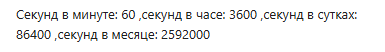 Секунд в минуте: 60 ,секунд в часе: 3600 ,секунд в сутках:
86400 ,секунд в месяце: 2592000